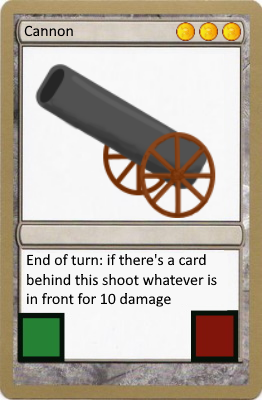 Cannon
End of turn: if there's a card
behind this shoot whatever is
in front for 10 damage